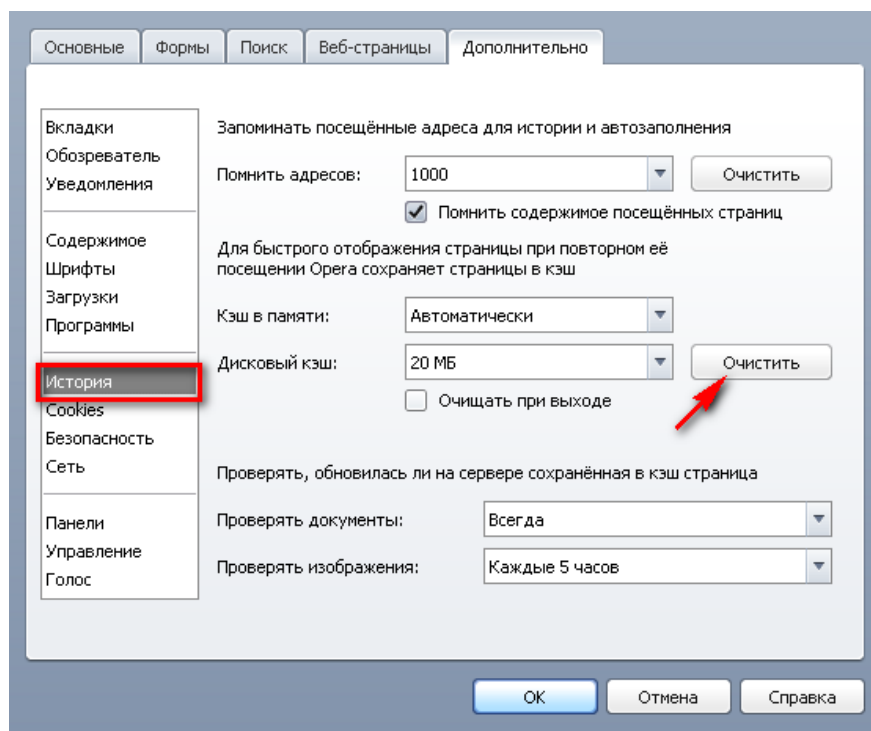 Основные Формы Поиск Веб-страницы Дополнительно
Вкладки
Обозреватель
Уведомления
Содержимое
Шрифты
Загрузки
Программы
История
Cookies
Безопасность
Сеть
Панели
Управление
Голос
Запоминать посещённые адреса для истории и автозаполнения
Помнить адресов: 1000 Очистить
Помнить содержимое посещённых страниц
Для быстрого отображения страницы при повторном её
посещении Opera сохраняет страницы в кэш
Кэш в памяти: Автоматически
Дисковый кэш: 20 МБ Очистить
Очищать при выходе
Проверять, обновилась ли на сервере сохранённая в кэш страница
Проверять документы: Всегда
Проверять изображения: Каждые 5 часов
OK Отмена Справка